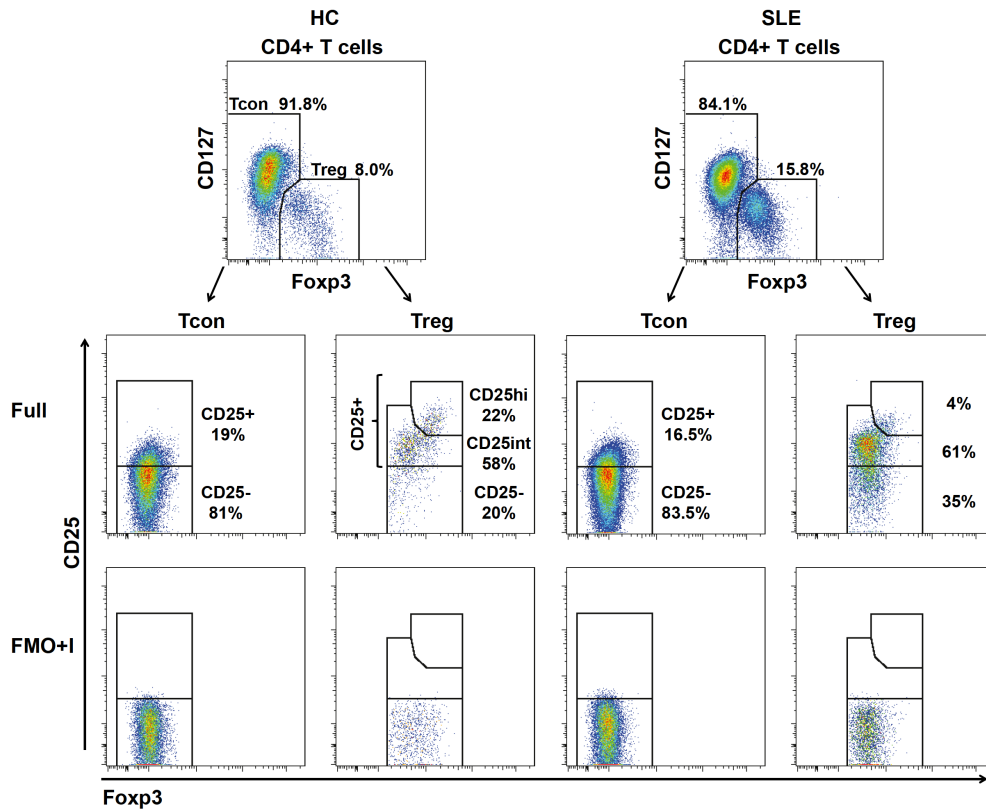 HC
CD4+ T cells
SLE
CD4+ T cells
CD127
Tcon 91.8%
Treg 8.0%
Foxp3
CD127
84.1%
15.8%
Foxp3
Tcon
Treg
Tcon
Treg
Full
CD25+
19%
CD25-
81%
CD25+
CD25hi
22%
CD25int
58%
CD25-
20%
CD25+
16.5%
CD25-
83.5%
4%
61%
35%
CD25
FMO+I
Foxp3